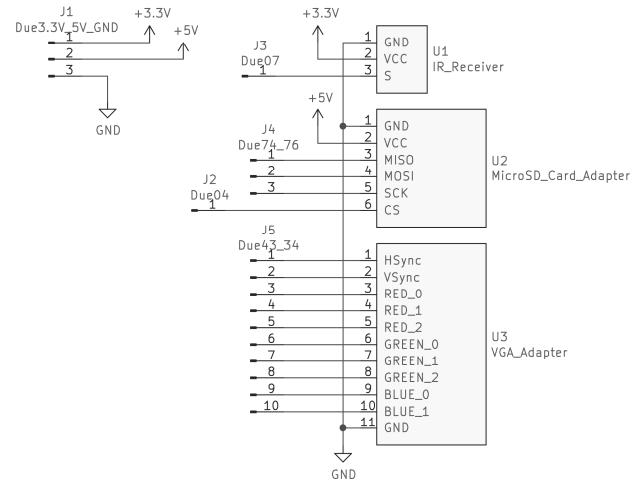 J1
Due3.3V_5V_GND
1
2
3
+3.3V
+5V
GND
J3
Due07
1
+3.3V
1 GND
2 VCC
3 S
U1
IR_Receiver
+5V
J4
Due74_76
1
2
3
J2
Due04
1
1 GND
2 VCC
3 MISO
4 MOSI
5 SCK
6 CS
U2
MicroSD_Card_Adapter
J5
Due43_34
1
2
3
4
5
6
7
8
9
10
1 HSync
2 VSync
3 RED_0
4 RED_1
5 RED_2
6 GREEN_0
7 GREEN_1
8 GREEN_2
9 BLUE_0
10 BLUE_1
11 GND
U3
VGA_Adapter
GND